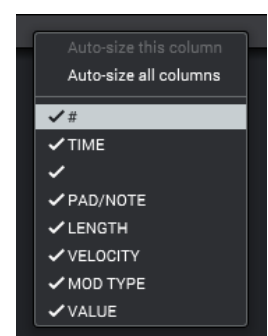 Auto-size this column
Auto-size all columns
✓ #
✓ TIME
✓
✓ PAD/NOTE
✓ LENGTH
✓ VELOCITY
✓ MOD TYPE
✓ VALUE